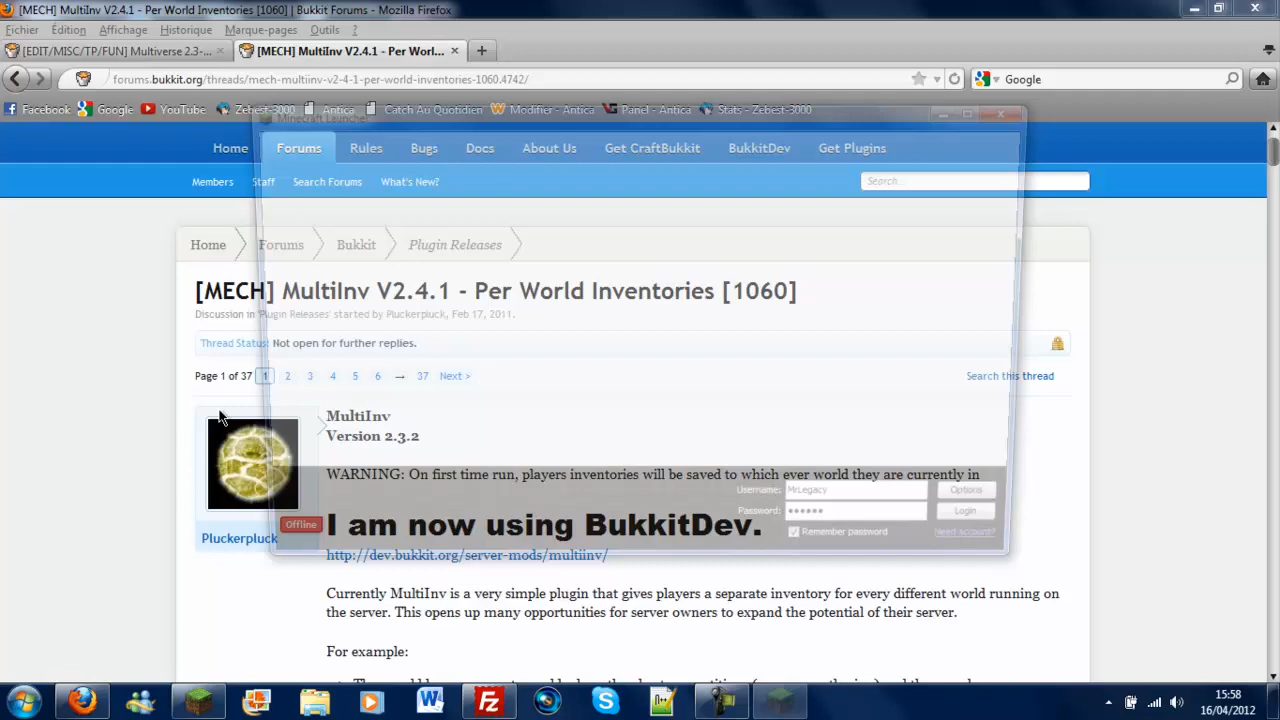 [MECH] MultiInv V2.4.1 - Per World Inventories [1060] | Bukkit Forums - Mozilla Firefox
Fichier Édition Affichage Historique Marque-pages Outils ?
[EDIT/MISC/TP/FUN] Multiverse 2.3-... [MECH] MultiInv V2.4.1 - Per Worl...
forums.bukkit.org/threads/mech-multiinv-v2-4-1-per-world-inventories-1060.4742/ Google
Facebook Google YouTube Zebest-3000 Antica Catch Au Quotidien Modifier - Antica Panel - Antica Stats - Zebest-3000
Minecraft Launcher
Home Forums Rules Bugs Docs About Us Get CraftBukkit BukkitDev Get Plugins
Members Staff Search Forums What's New? Search...
Home Forums Bukkit Plugin Releases
[MECH] MultiInv V2.4.1 - Per World Inventories [1060]
Discussion in 'Plugin Releases' started by Pluckerpluck, Feb 17, 2011.
Thread Status: Not open for further replies.
Page 1 of 37 1 2 3 4 5 6 → 37 Next > Search this thread
MultiInv
Version 2.3.2
WARNING: On first time run, players inventories will be saved to which ever world they are currently in
Username: MrLegacy Options
Password: •••••• Login
Remember password Need account?
Offline
I am now using BukkitDev.
Pluckerpluck
http://dev.bukkit.org/server-mods/multiinv/
Currently MultiInv is a very simple plugin that gives players a separate inventory for every different world running on
the server. This opens up many opportunities for server owners to expand the potential of their server.
For example:
15:58
16/04/2012